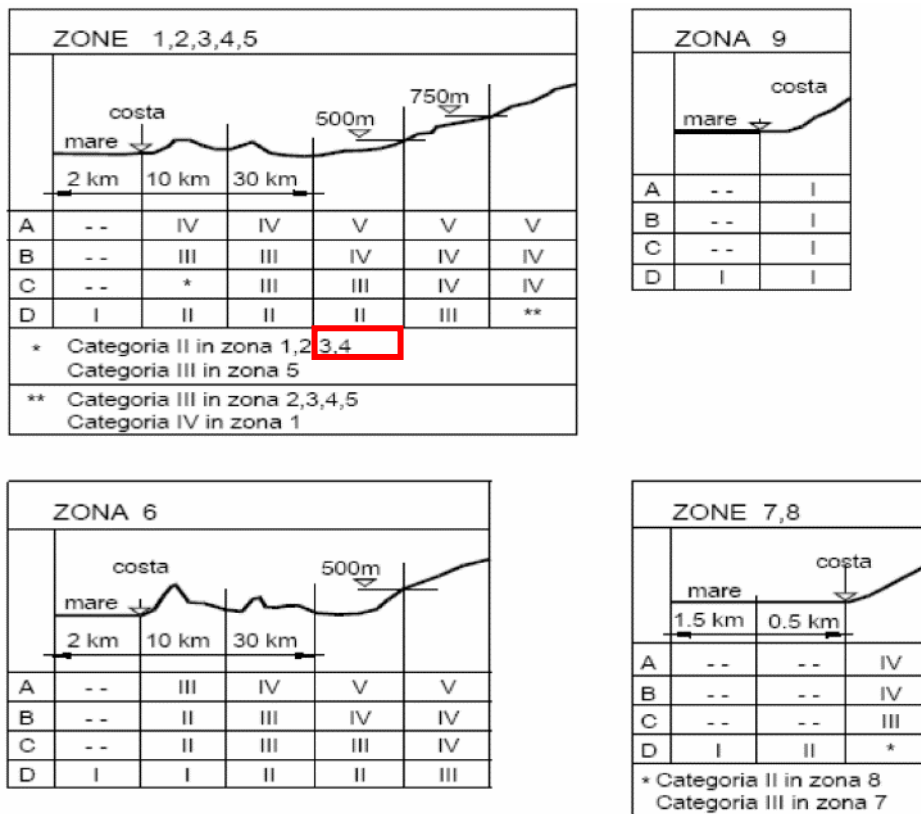 ZONE 1,2,3,4,5
costa
mare
500m
750m
2 km 10 km 30 km
A - - IV IV V V V
B - - III III IV IV IV
C - - * III III IV IV
D I II II II III **
* Categoria II in zona 1,2,3,4
Categoria III in zona 5
** Categoria III in zona 2,3,4,5
Categoria IV in zona 1
ZONA 9
costa
mare
A - - I
B - - I
C - - I
D I I
ZONA 6
costa
500m
mare
2 km 10 km 30 km
A - - III IV V V
B - - II III IV IV
C - - II III III IV
D I I II II III
ZONE 7,8
costa
mare
1.5 km 0.5 km
A - - - - IV
B - - - - IV
C - - - - III
D I II *
* Categoria II in zona 8
Categoria III in zona 7